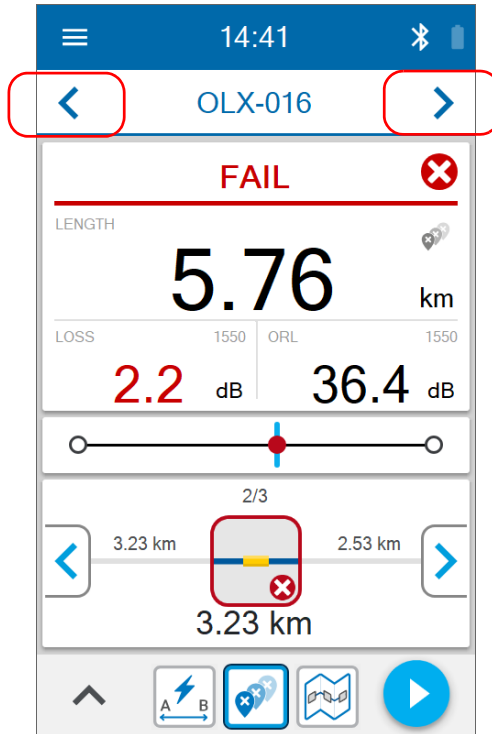 14:41
OLX-016
FAIL
LENGTH
5.76 km
LOSS 1550 ORL 1550
2.2 dB 36.4 dB
2/3
3.23 km 2.53 km
3.23 km
A B